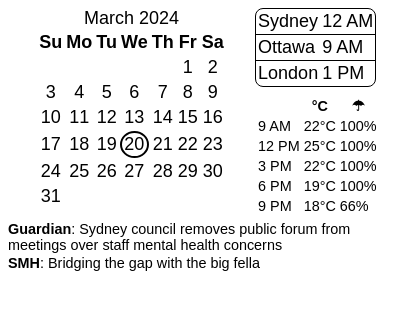 March 2024
Su Mo Tu We Th Fr Sa
1 2
3 4 5 6 7 8 9
10 11 12 13 14 15 16
17 18 19 20 21 22 23
24 25 26 27 28 29 30
31
Sydney 12 AM
Ottawa 9 AM
London 1 PM
°C ☂
9 AM 22°C 100%
12 PM 25°C 100%
3 PM 22°C 100%
6 PM 19°C 100%
9 PM 18°C 66%
Guardian: Sydney council removes public forum from
meetings over staff mental health concerns
SMH: Bridging the gap with the big fella